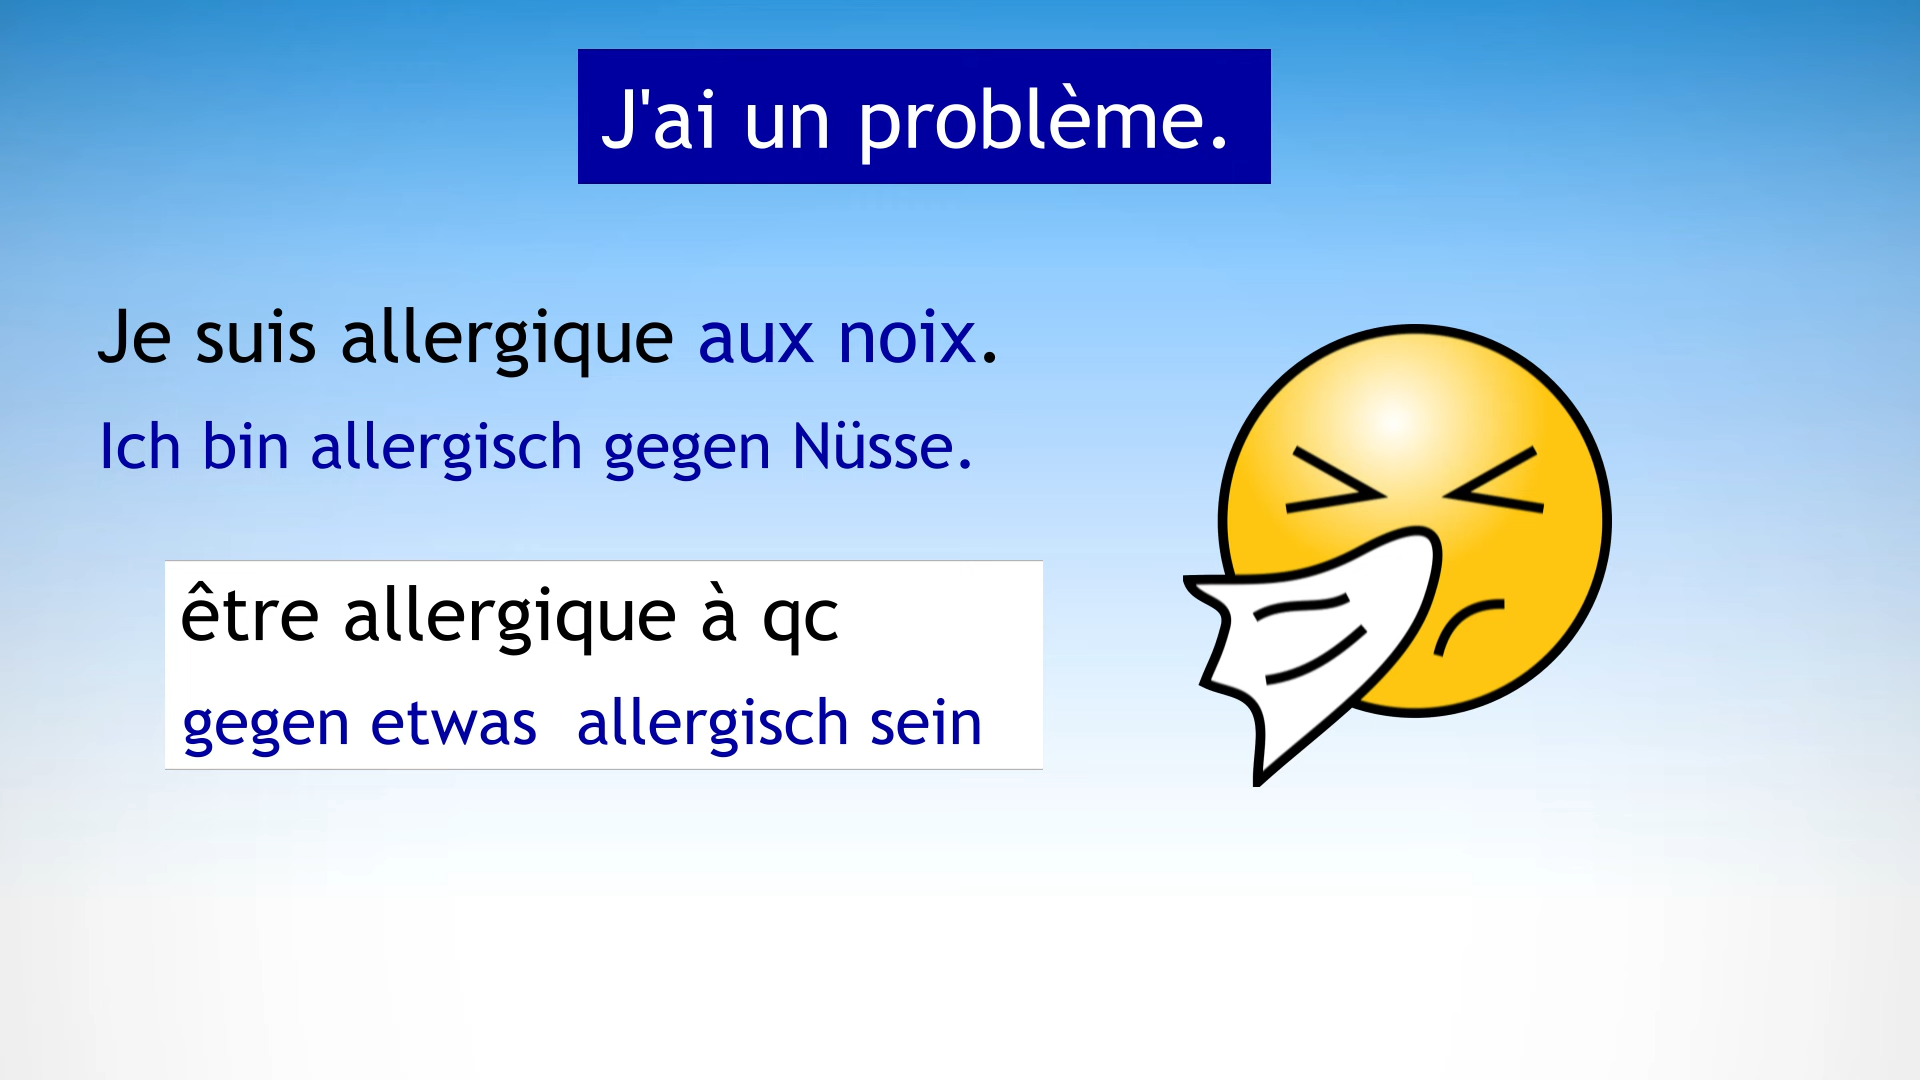 J'ai un problème.
Je suis allergique aux noix.
Ich bin allergisch gegen Nüsse.
être allergique à qc
gegen etwas  allergisch sein